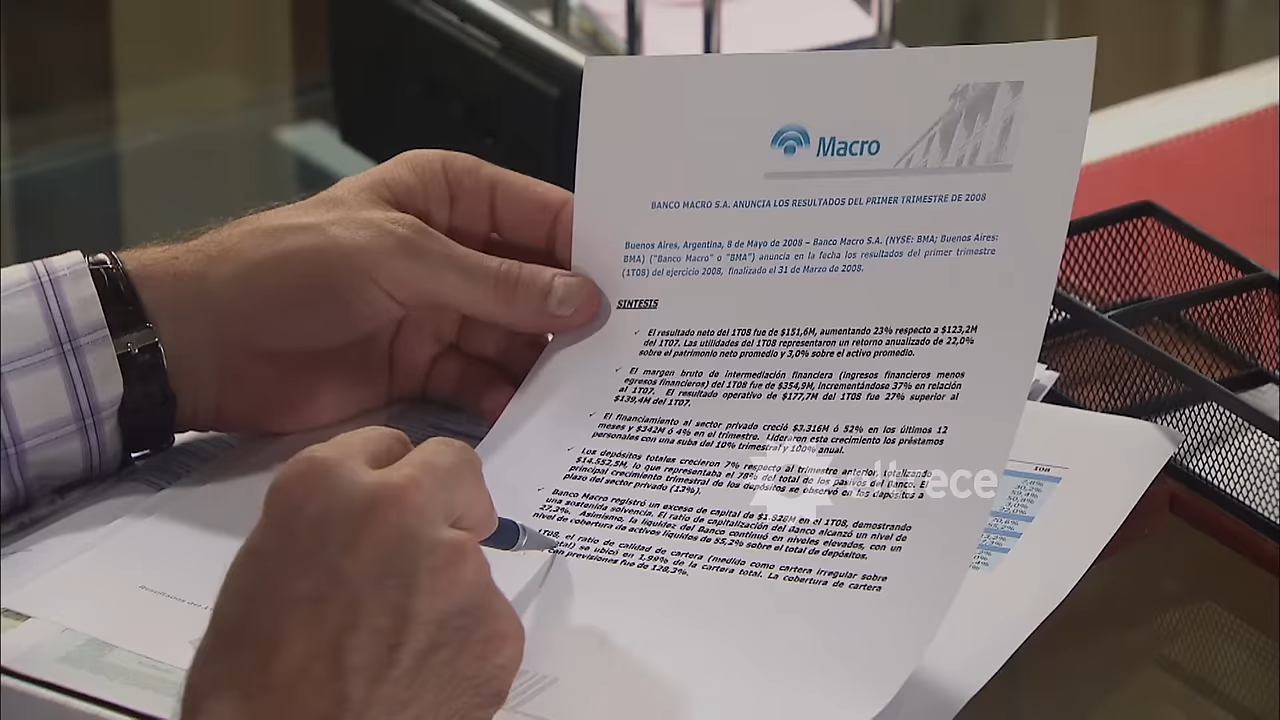 Macro
BANCO MACRO S.A. ANUNCIA LOS RESULTADOS DEL PRIMER TRIMESTRE DE 2008
Buenos Aires, Argentina, 8 de Mayo de 2008 – Banco Macro S.A. (NYSE: BMA; Buenos Aires:
BMA) ("Banco Macro" o "BMA") anuncia en la fecha los resultados del primer trimestre
(1T08) del ejercicio 2008, finalizado el 31 de Marzo de 2008.
SINTESIS
✓ El resultado neto del 1T08 fue de $151,6M, aumentando 23% respecto a $123,2M
del 1T07. Las utilidades del 1T08 representaron un retorno anualizado de 22,0%
sobre el patrimonio neto promedio y 3,0% sobre el activo promedio.
✓ El margen bruto de intermediación financiera (ingresos financieros menos
egresos financieros) del 1T08 fue de $354,9M, incrementándose 37% en relación
al 1T07. El resultado operativo de $177,7M del 1T08 fue 27% superior al
$139,4M del 1T07.
✓ El financiamiento al sector privado creció $3.316M ó 52% en los últimos 12
meses y $342M ó 4% en el trimestre. Lideraron este crecimiento los préstamos
personales con una suba del 10% trimestral y 100% anual.
✓ Los depósitos totales crecieron 7% respecto al trimestre anterior, totalizando
$14.552,5M, lo que representaba el 78% del total de los pasivos del Banco. El
principal crecimiento trimestral de los depósitos se observó en los depósitos a
plazo del sector privado (13%).
✓ Banco Macro registró un exceso de capital de $1.828M en el 1T08, demostrando
una sostenida solvencia. El ratio de capitalización del Banco alcanzó un nivel de
27,3%. Asimismo, la liquidez del Banco continuó en niveles elevados, con un
nivel de cobertura de activos líquidos de 55,2% sobre el total de depósitos.
1T08, el ratio de calidad de cartera (medido como cartera irregular sobre
se ubicó en 1,98% de la cartera total. La cobertura de cartera
con previsiones fue de 128,3%.
1T08